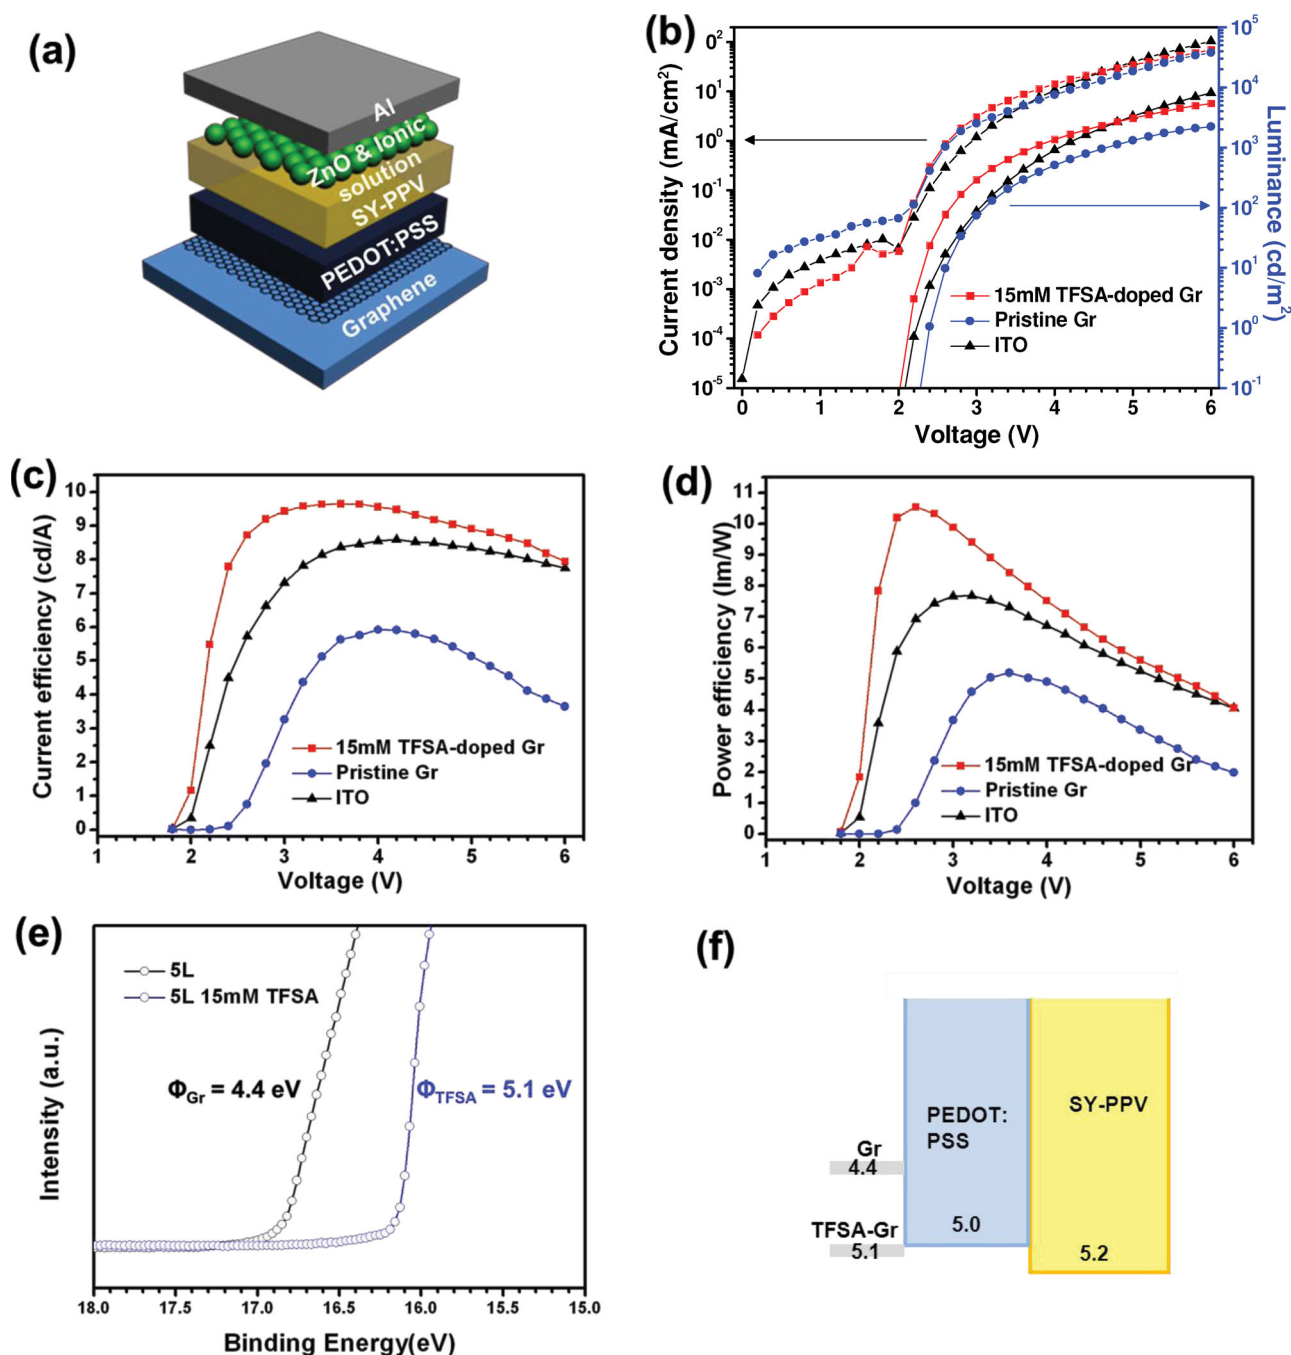 (a)
Al
ZnO & Ionic
solution
SY-PPV
PEDOT:PSS
Graphene
(b)
Current density (mA/cm²)
10²
10¹
10⁰
10⁻¹
10⁻²
10⁻³
10⁻⁴
10⁻⁵
10⁵
10⁴
10³
10²
10¹
10⁰
10⁻¹
Luminance (cd/m²)
15mM TFSA-doped Gr
Pristine Gr
ITO
0 1 2 3 4 5 6
Voltage (V)
(c)
Current efficiency (cd/A)
10
9
8
7
6
5
4
3
2
1
0
15mM TFSA-doped Gr
Pristine Gr
ITO
1 2 3 4 5 6
Voltage (V)
(d)
Power efficiency (lm/W)
11
10
9
8
7
6
5
4
3
2
1
0
15mM TFSA-doped Gr
Pristine Gr
ITO
1 2 3 4 5 6
Voltage (V)
(e)
Intensity (a.u.)
5L
5L 15mM TFSA
Φ_Gr = 4.4 eV
Φ_TFSA = 5.1 eV
18.0 17.5 17.0 16.5 16.0 15.5 15.0
Binding Energy(eV)
(f)
Gr
4.4
TFSA-Gr
5.1
PEDOT:
PSS
5.0
SY-PPV
5.2